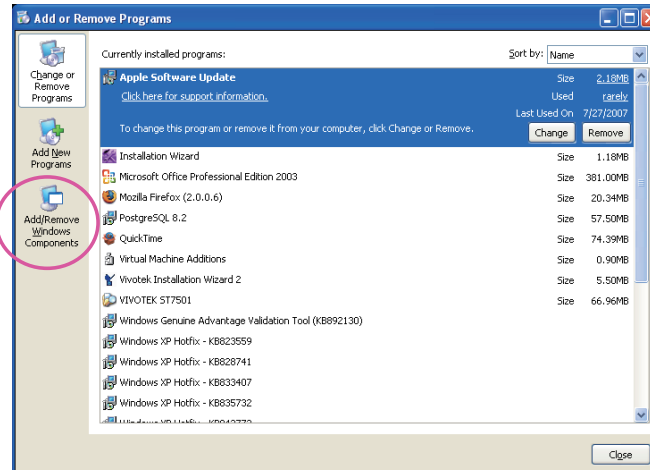 Add or Remove Programs
Change or
Remove
Programs
Add New
Programs
Add/Remove
Windows
Components
Currently installed programs:
Sort by: Name
Apple Software Update Size 2.18MB
Click here for support information. Used rarely
Last Used On 7/27/2007
To change this program or remove it from your computer, click Change or Remove. Change Remove
Installation Wizard Size 1.18MB
Microsoft Office Professional Edition 2003 Size 381.00MB
Mozilla Firefox (2.0.0.6) Size 20.34MB
PostgreSQL 8.2 Size 57.50MB
QuickTime Size 74.39MB
Virtual Machine Additions Size 0.90MB
Vivotek Installation Wizard 2 Size 5.50MB
VIVOTEK ST7501 Size 66.96MB
Windows Genuine Advantage Validation Tool (KB892130)
Windows XP Hotfix - KB823559
Windows XP Hotfix - KB828741
Windows XP Hotfix - KB833407
Windows XP Hotfix - KB835732
Close